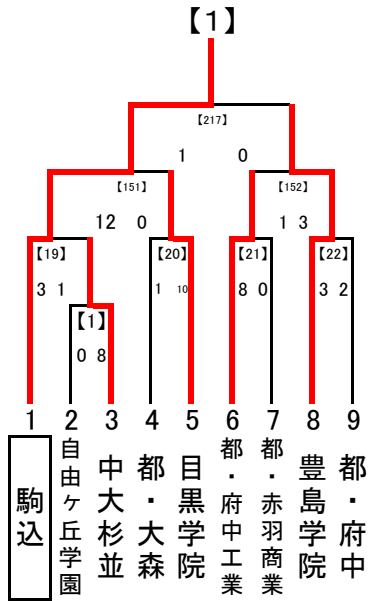 【1】
【217】
1 0
【151】 【152】
12 0 1 3
【19】 【20】 【21】 【22】
3 1 1 10 8 0 3 2
【1】
0 8
1 2 3 4 5 6 7 8 9
駒込
自由ヶ丘学園
中大杉並
都・大森
目黒学院
都・府中工業
都・赤羽商業
豊島学院
都・府中